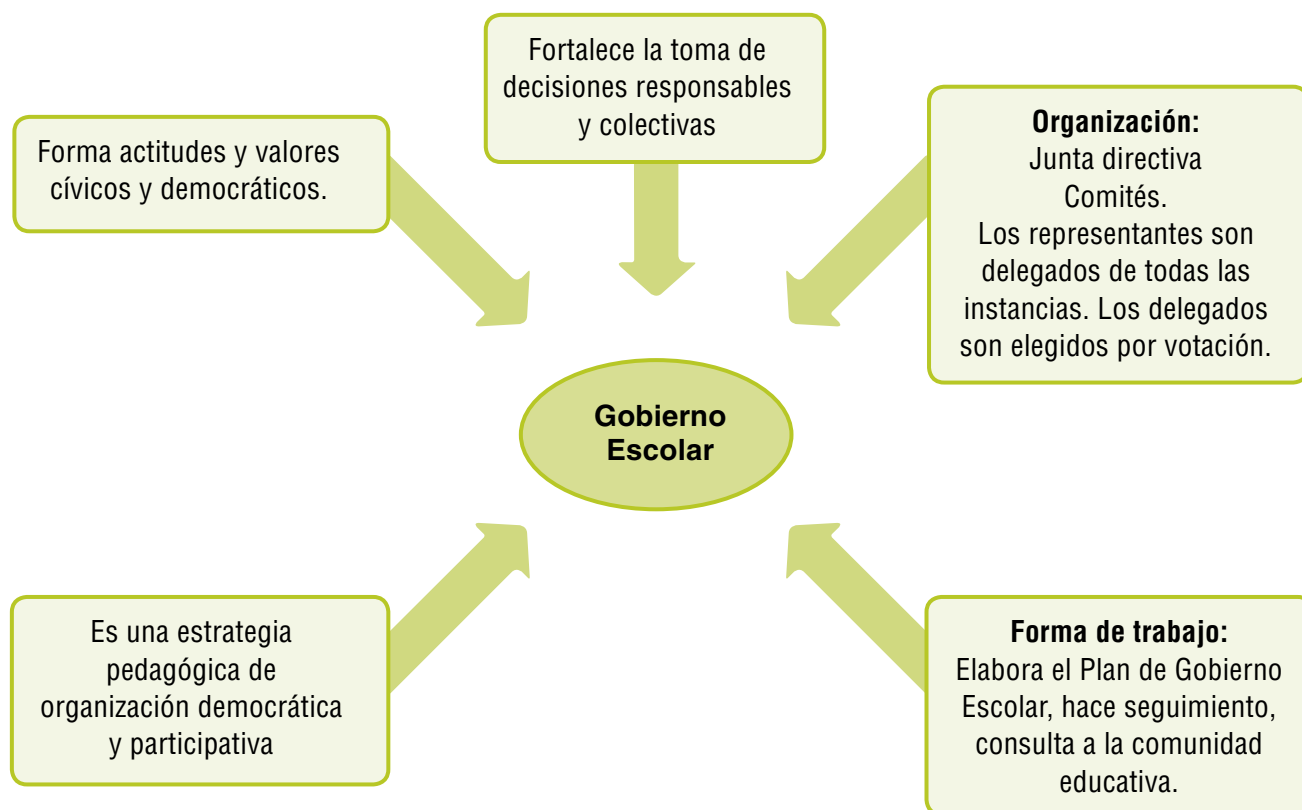 Fortalece la toma de
decisiones responsables
y colectivas
Forma actitudes y valores
cívicos y democráticos.
Organización:
Junta directiva
Comités.
Los representantes son
delegados de todas las
instancias. Los delegados
son elegidos por votación.
Gobierno
Escolar
Es una estrategia
pedagógica de
organización democrática
y participativa
Forma de trabajo:
Elabora el Plan de Gobierno
Escolar, hace seguimiento,
consulta a la comunidad
educativa.